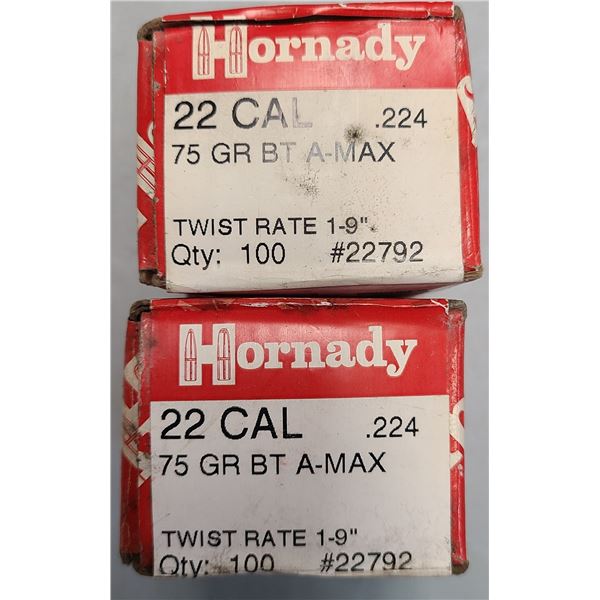 Hornady
22 CAL .224
75 GR BT A-MAX
TWIST RATE 1-9"
Qty: 100 #22792
Hornady
22 CAL .224
75 GR BT A-MAX
TWIST RATE 1-9"
Qty: 100 #22792